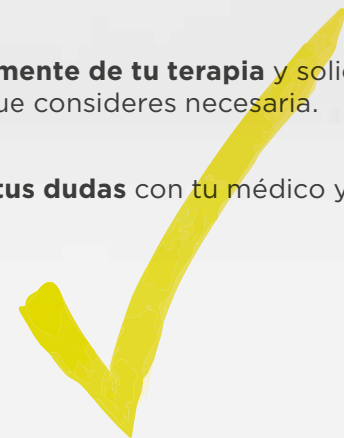 mente de tu terapia y solic
ue consideres necesaria.
tus dudas con tu médico y